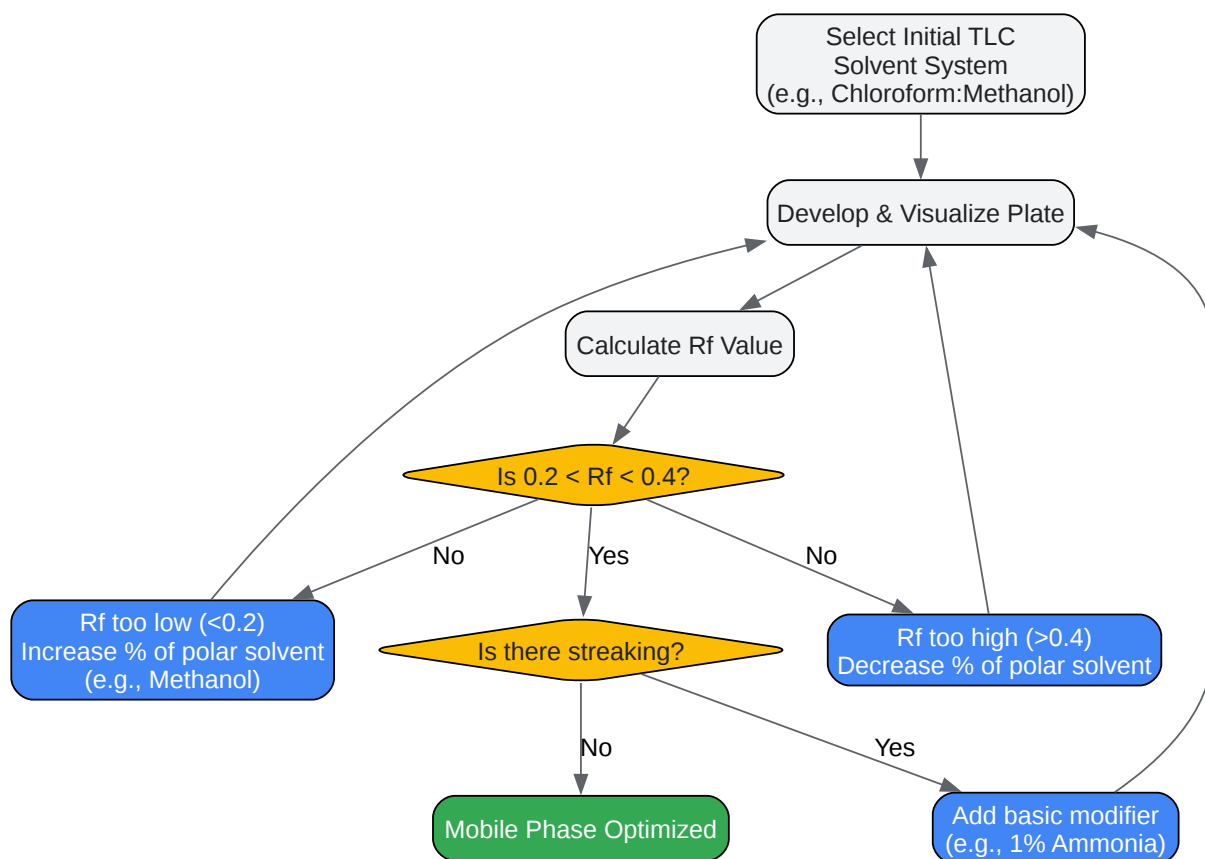 Select Initial TLC
Solvent System
(e.g., Chloroform:Methanol)
Develop & Visualize Plate
Calculate Rf Value
Is 0.2 < Rf < 0.4?
No
Yes
No
Rf too low (<0.2)
Increase % of polar solvent
(e.g., Methanol)
Is there streaking?
Rf too high (>0.4)
Decrease % of polar solvent
No
Yes
Mobile Phase Optimized
Add basic modifier
(e.g., 1% Ammonia)